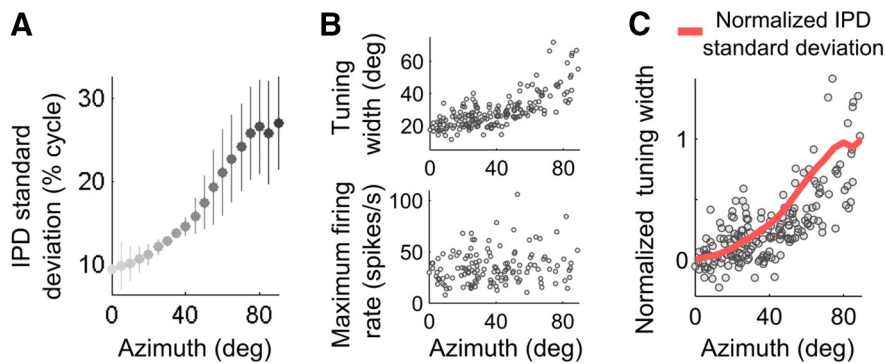 A
IPD standard
deviation (% cycle)
30
20
10
0
40
80
Azimuth (deg)
B
Tuning
width (deg)
60
40
20
0
40
80
Maximum firing
rate (spikes/s)
100
50
0
0
40
80
Azimuth (deg)
C
Normalized IPD
standard deviation
Normalized tuning width
1
0
0
40
80
Azimuth (deg)